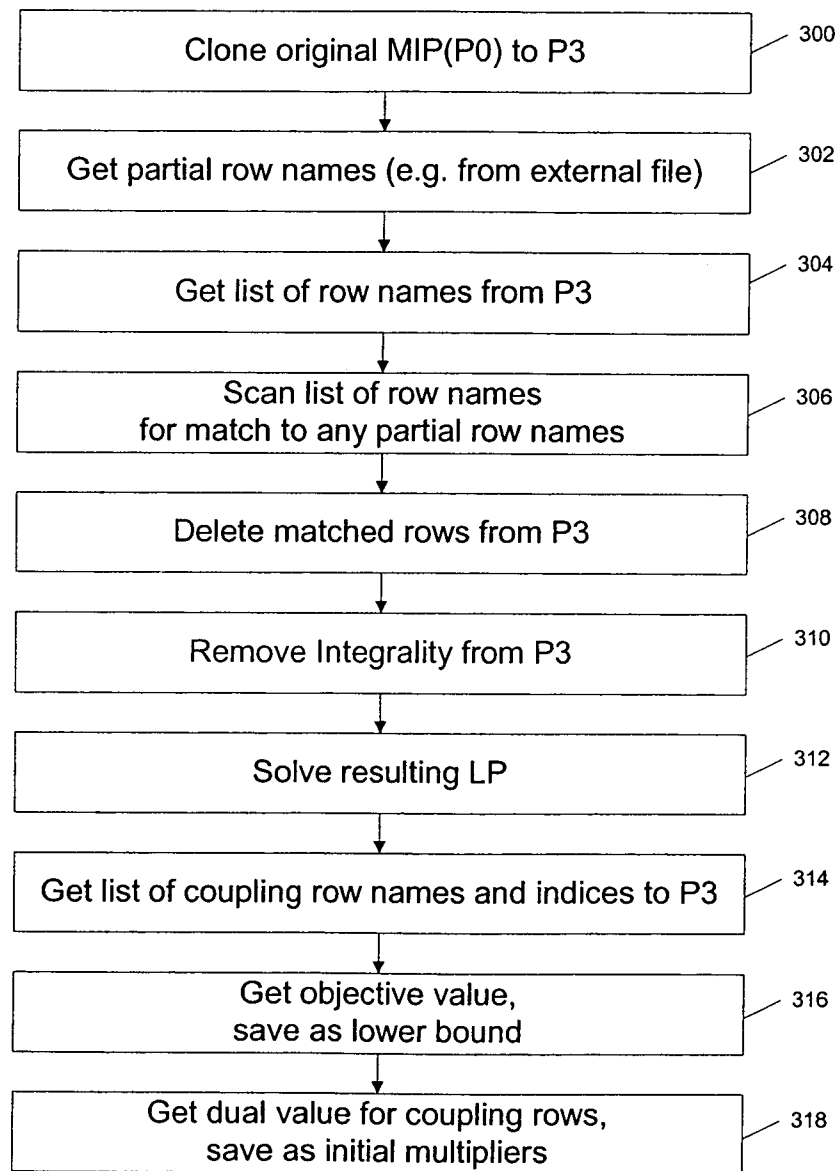 Clone original MIP(P0) to P3
300
Get partial row names (e.g. from external file)
302
Get list of row names from P3
304
Scan list of row names
for match to any partial row names
306
Delete matched rows from P3
308
Remove Integrality from P3
310
Solve resulting LP
312
Get list of coupling row names and indices to P3
314
Get objective value,
save as lower bound
316
Get dual value for coupling rows,
save as initial multipliers
318